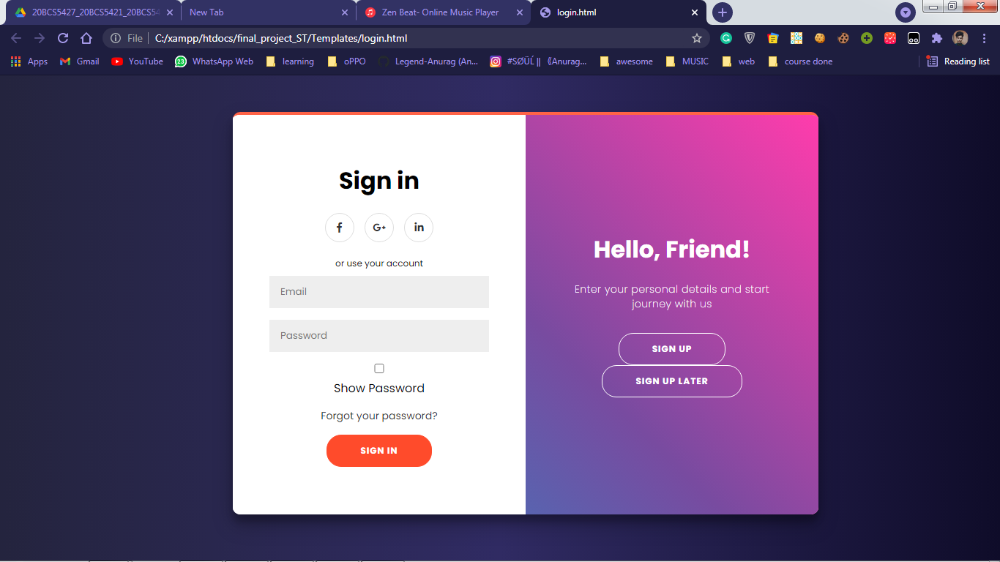 20BCS5427_20BCS5421_20BCS54
New Tab
Zen Beat- Online Music Player
login.html
File
C:/xampp/htdocs/final_project_ST/Templates/login.html
Apps
Gmail
YouTube
23
WhatsApp Web
learning
oPPO
Legend-Anurag (An...
#SØÜĹ ‖ 《Anurag...
awesome
MUSIC
web
course done
Reading list
Sign in
f
G+
in
or use your account
Email
Password
Show Password
Forgot your password?
SIGN IN
Hello, Friend!
Enter your personal details and start
journey with us
SIGN UP
SIGN UP LATER